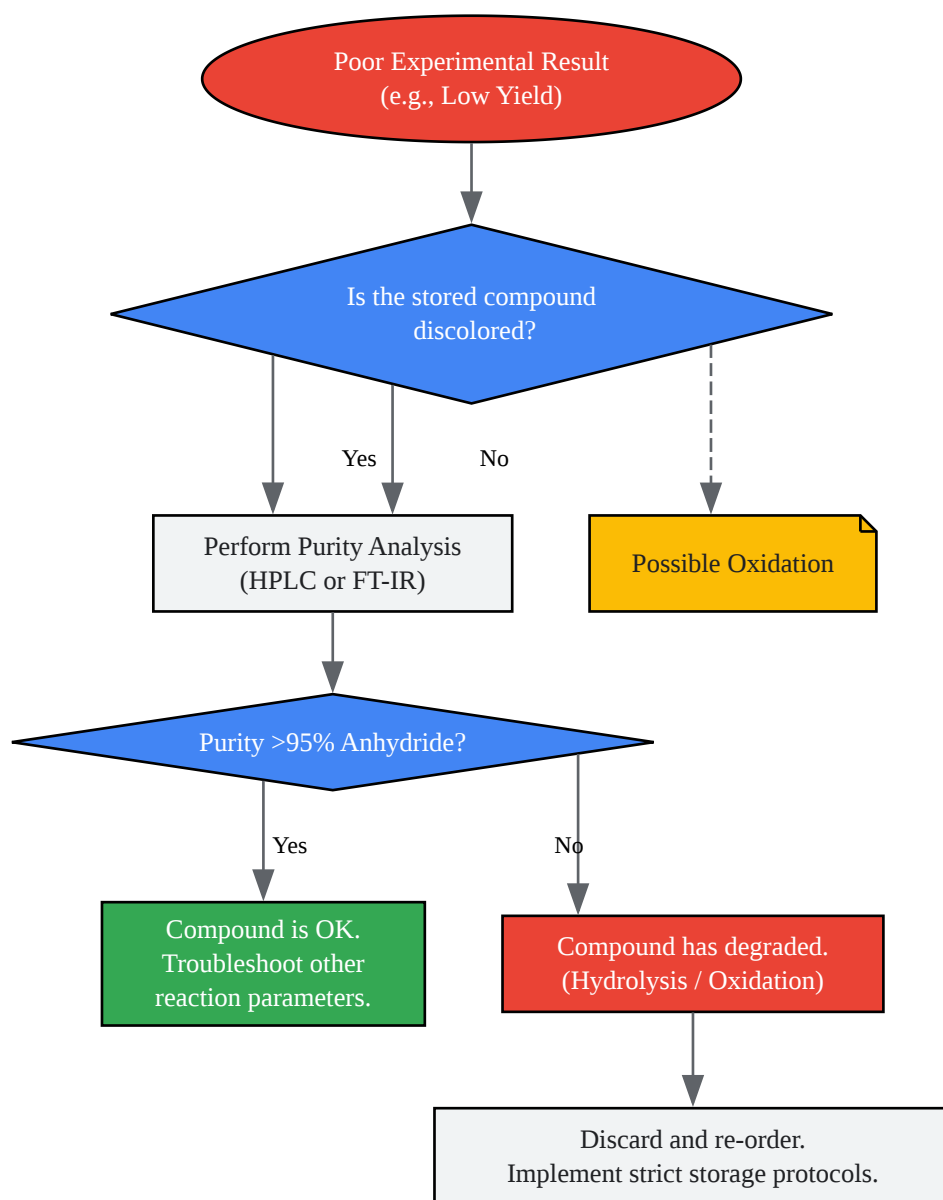 Poor Experimental Result
(e.g., Low Yield)
Is the stored compound
discolored?
Yes
No
Perform Purity Analysis
(HPLC or FT-IR)
Possible Oxidation
Purity >95% Anhydride?
Yes
No
Compound is OK.
Troubleshoot other
reaction parameters.
Compound has degraded.
(Hydrolysis / Oxidation)
Discard and re-order.
Implement strict storage protocols.